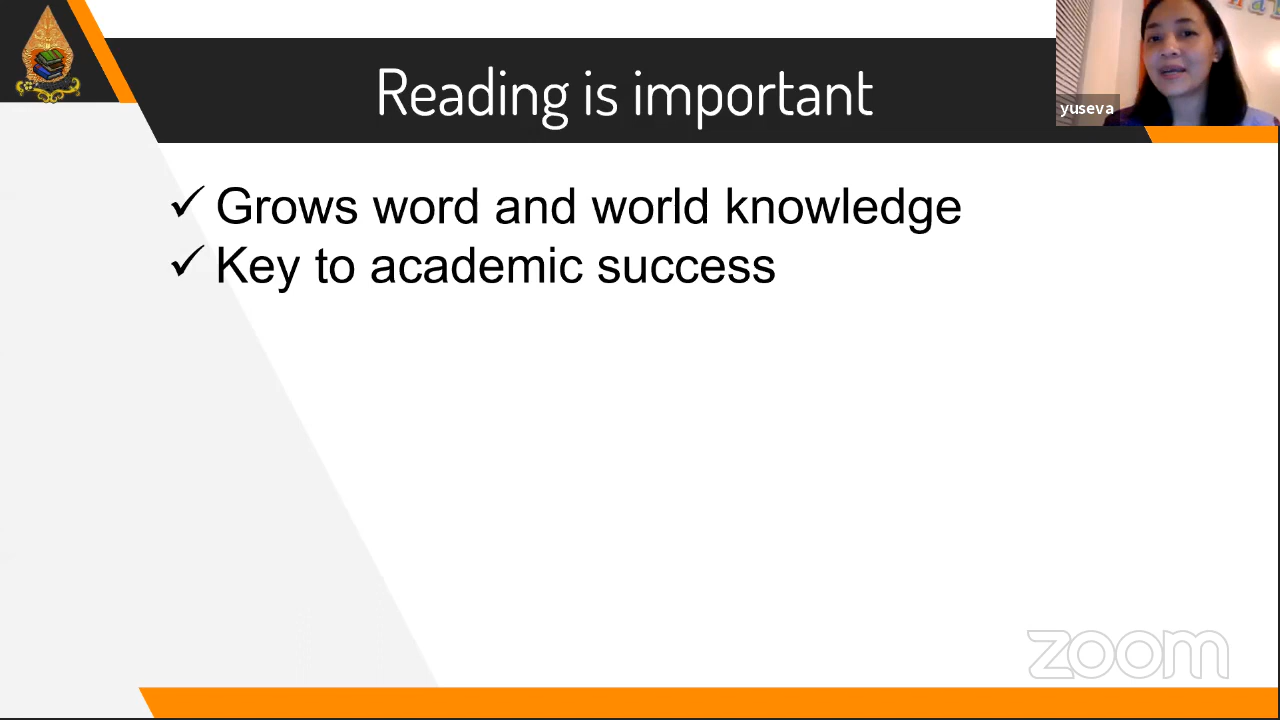 Reading is important
yuseva
✓ Grows word and world knowledge
✓ Key to academic success
zoom